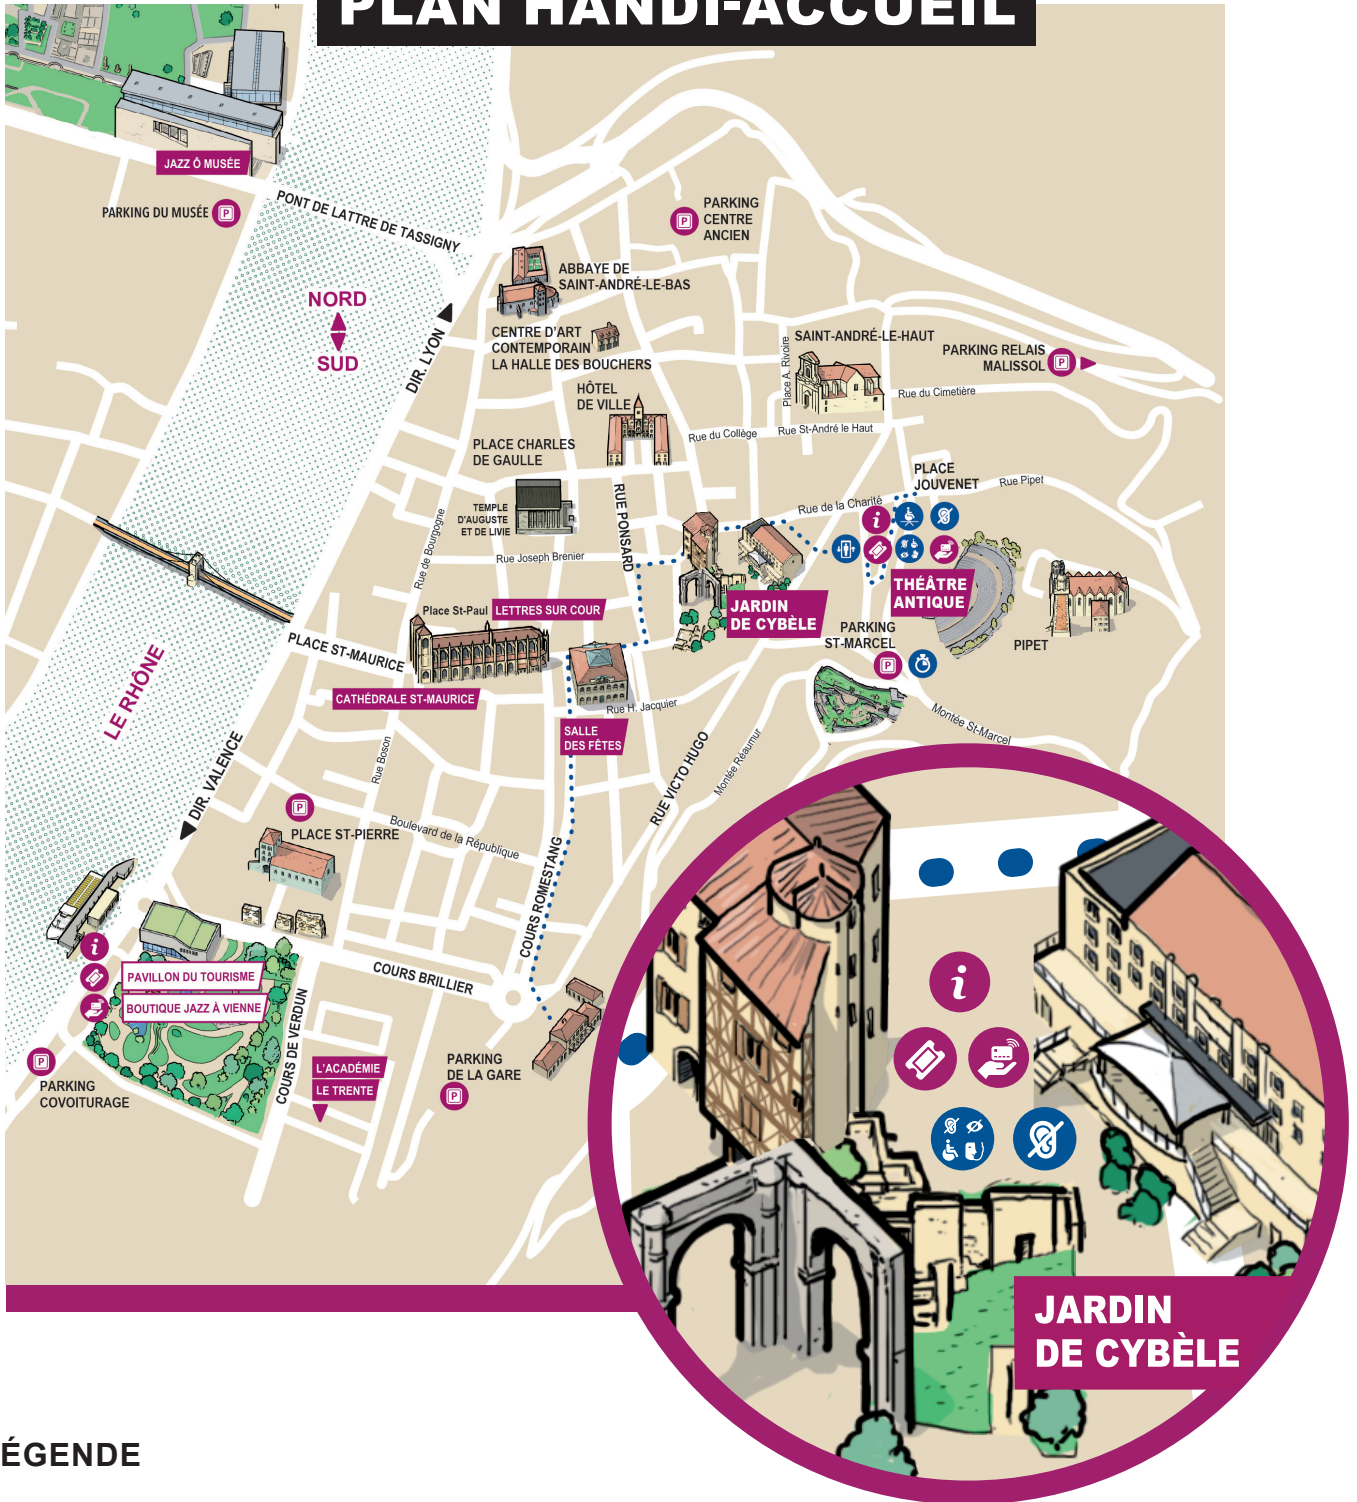 PLAN HANDI-ACCUEIL
JAZZ Ô MUSÉE
PARKING DU MUSÉE
P
PONT DE LATTRE DE TASSIGNY
P
PARKING
CENTRE
ANCIEN
ABBAYE DE
SAINT-ANDRÉ-LE-BAS
NORD
SUD
DIR. LYON
CENTRE D'ART
CONTEMPORAIN
LA HALLE DES BOUCHERS
SAINT-ANDRÉ-LE-HAUT
Place A. Rivoire
PARKING RELAIS
MALISSOL
P
HÔTEL
DE VILLE
Rue du Cimetière
Rue du Collège
Rue St-André le Haut
PLACE CHARLES
DE GAULLE
PLACE
JOUVENET
Rue Pipet
RUE PONSARD
TEMPLE
D'AUGUSTE
ET DE LIVIE
Rue de la Charité
i
Rue de Bourgogne
Rue Joseph Brenier
THÉÂTRE
ANTIQUE
JARDIN
DE CYBÈLE
Place St-Paul
LETTRES SUR COUR
PARKING
ST-MARCEL
P
PIPET
PLACE ST-MAURICE
LE RHÔNE
CATHÉDRALE ST-MAURICE
Rue H. Jacquier
Montée St-Marcel
SALLE
DES FÊTES
RUE VICTO HUGO
Montée Réaumur
Rue Boson
DIR. VALENCE
P
PLACE ST-PIERRE
Boulevard de la République
COURS ROMESTANG
i
PAVILLON DU TOURISME
BOUTIQUE JAZZ À VIENNE
COURS BRILLIER
COURS DE VERDUN
P
PARKING
COVOITURAGE
L'ACADÉMIE
LE TRENTE
PARKING
DE LA GARE
P
i
JARDIN
DE CYBÈLE
ÉGENDE